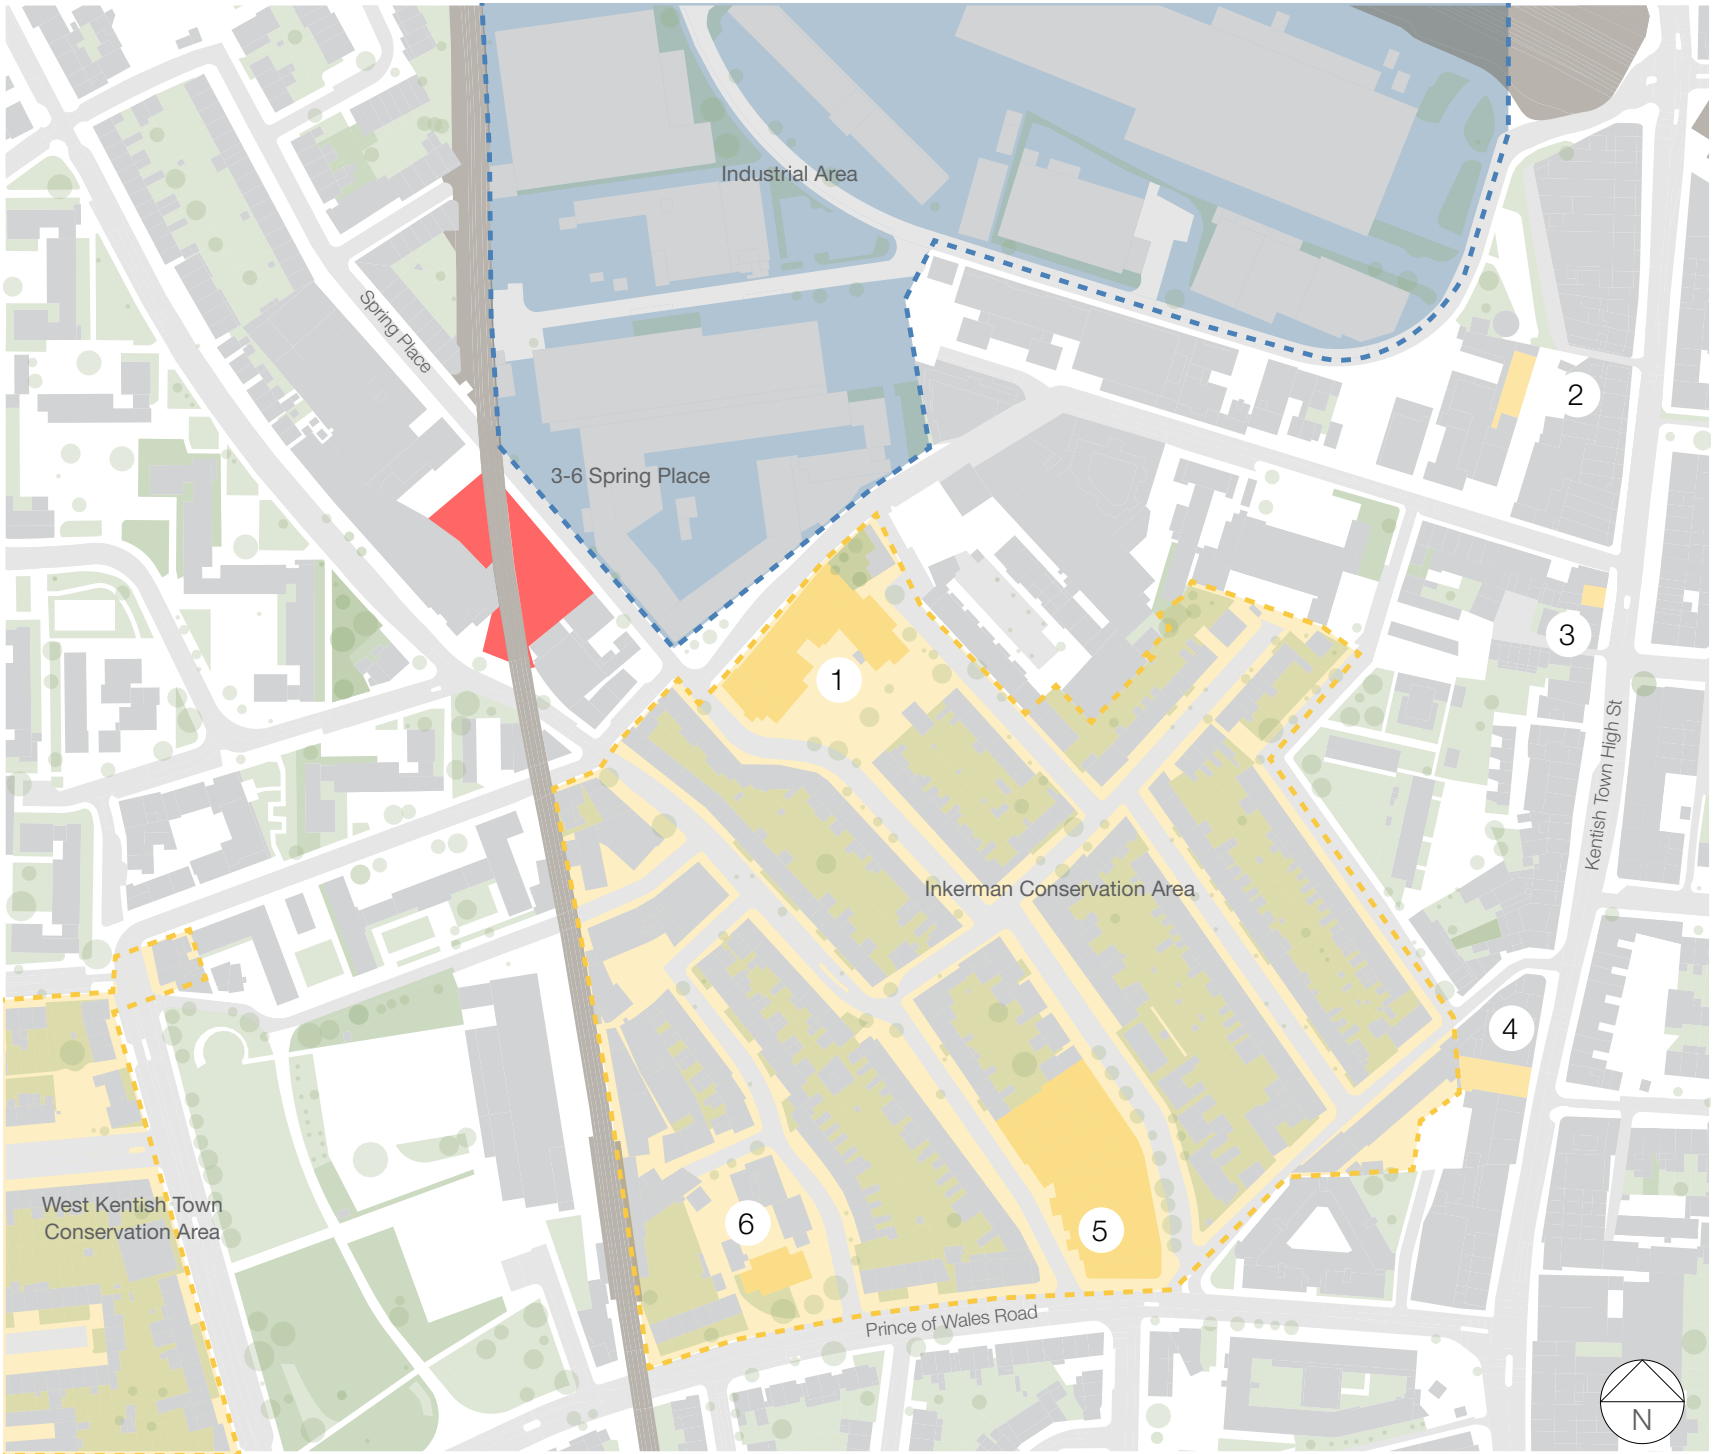 Industrial Area
Spring Place
2
3-6 Spring Place
3
1
Kentish Town High St
Inkerman Conservation Area
4
West Kentish Town
Conservation Area
6
5
Prince of Wales Road
N